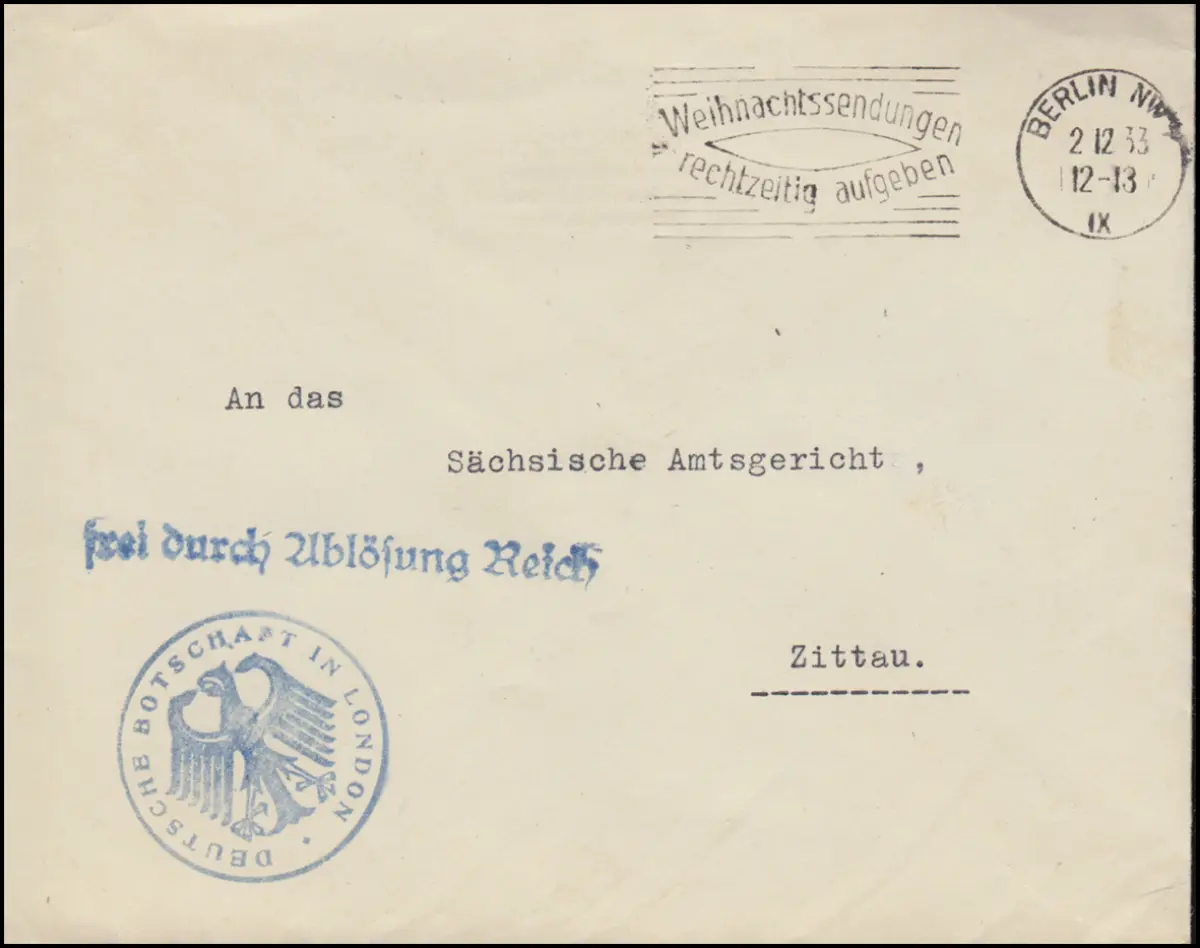 Weihnachtssendungen
rechtzeitig aufgeben
BERLIN NW
2 12 33
12-13
IX
An das
Sächsische Amtsgericht ,
frei durch Ablösung Reich
Zittau.
DEUTSCHE BOTSCHAFT IN LONDON